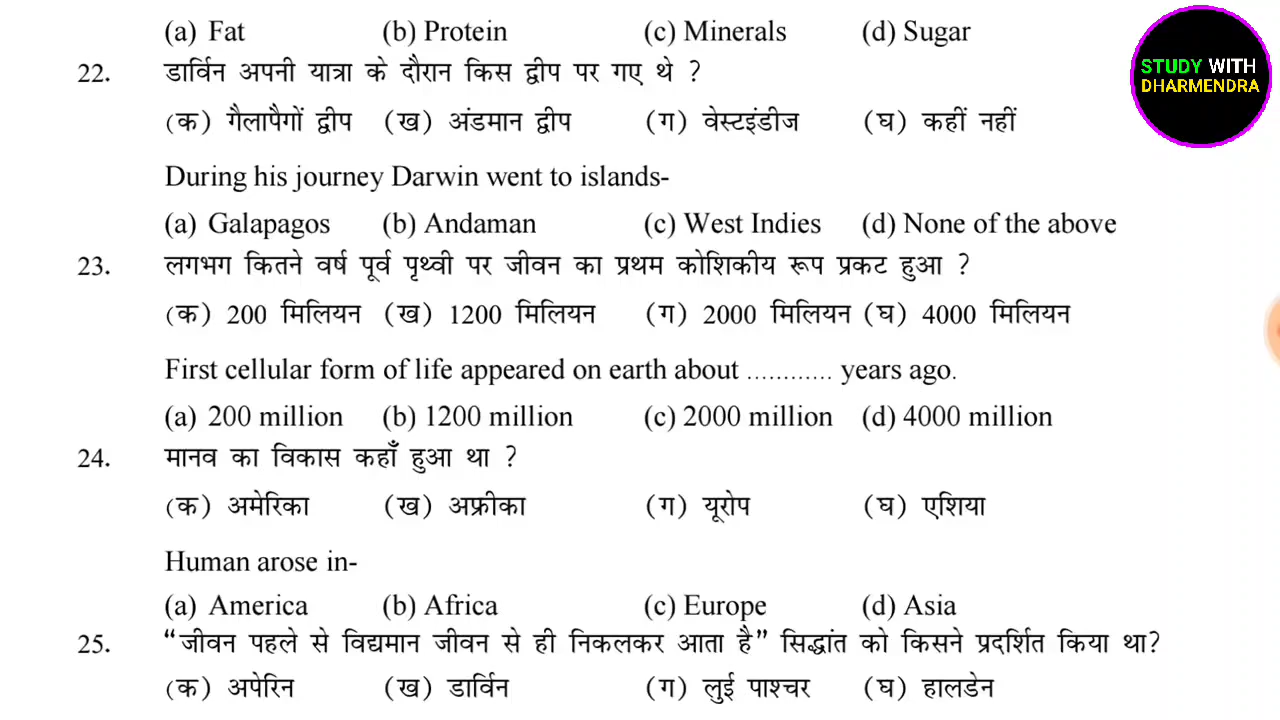 (a) Fat (b) Protein (c) Minerals (d) Sugar
STUDY WITH
DHARMENDRA
22. डार्विन अपनी यात्रा के दौरान किस द्वीप पर गए थे ?
(क) गैलापैगों द्वीप (ख) अंडमान द्वीप (ग) वेस्टइंडीज (घ) कहीं नहीं
During his journey Darwin went to islands-
(a) Galapagos (b) Andaman (c) West Indies (d) None of the above
23. लगभग कितने वर्ष पूर्व पृथ्वी पर जीवन का प्रथम कोशिकीय रूप प्रकट हुआ ?
(क) 200 मिलियन (ख) 1200 मिलियन (ग) 2000 मिलियन (घ) 4000 मिलियन
First cellular form of life appeared on earth about ............ years ago.
(a) 200 million (b) 1200 million (c) 2000 million (d) 4000 million
24. मानव का विकास कहाँ हुआ था ?
(क) अमेरिका (ख) अफ्रीका (ग) यूरोप (घ) एशिया
Human arose in-
(a) America (b) Africa (c) Europe (d) Asia
25. “जीवन पहले से विद्यमान जीवन से ही निकलकर आता है” सिद्धांत को किसने प्रदर्शित किया था?
(क) अपेरिन (ख) डार्विन (ग) लुई पाश्चर (घ) हालडेन